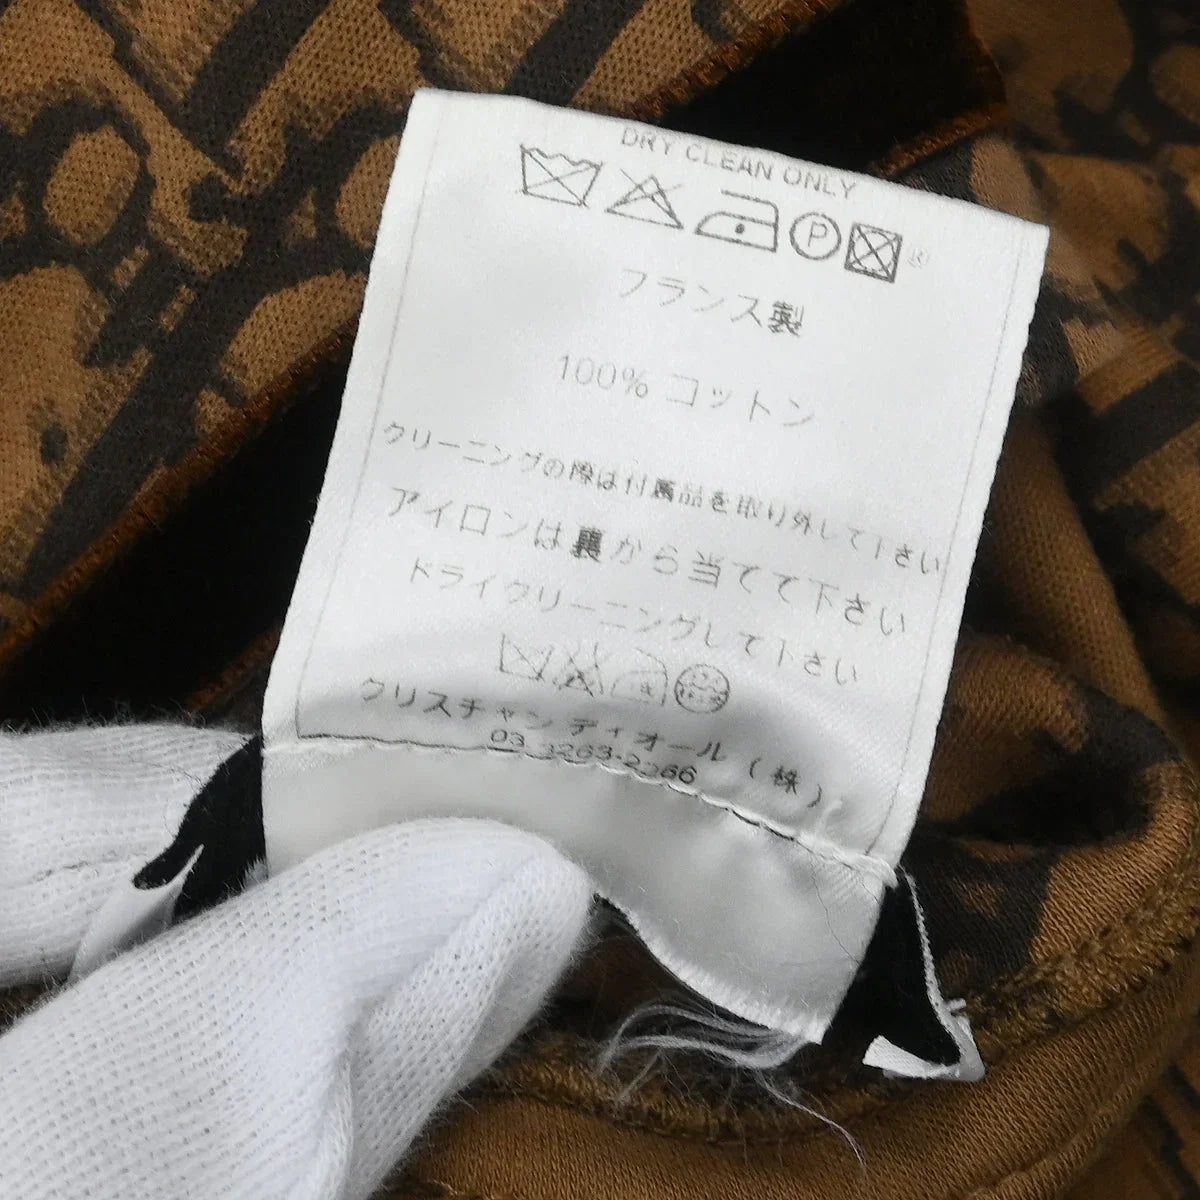 DRY CLEAN ONLY
P ®
フランス製
100% コットン
クリーニングの際は付属品を取り外して下さい
アイロンは裏から当てて下さい
ドライクリーニングして下さい
クリスチャン ディオール (株)
03 3263-2266